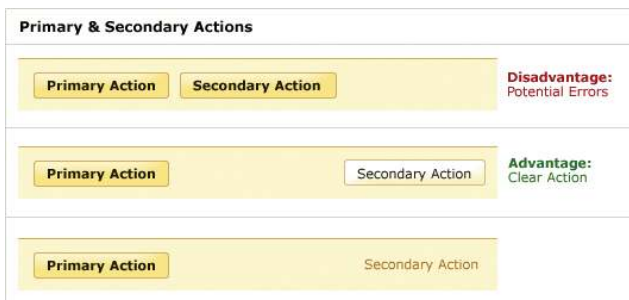 Primary & Secondary Actions
Primary Action Secondary Action
Disadvantage:
Potential Errors
Primary Action Secondary Action
Advantage:
Clear Action
Primary Action Secondary Action